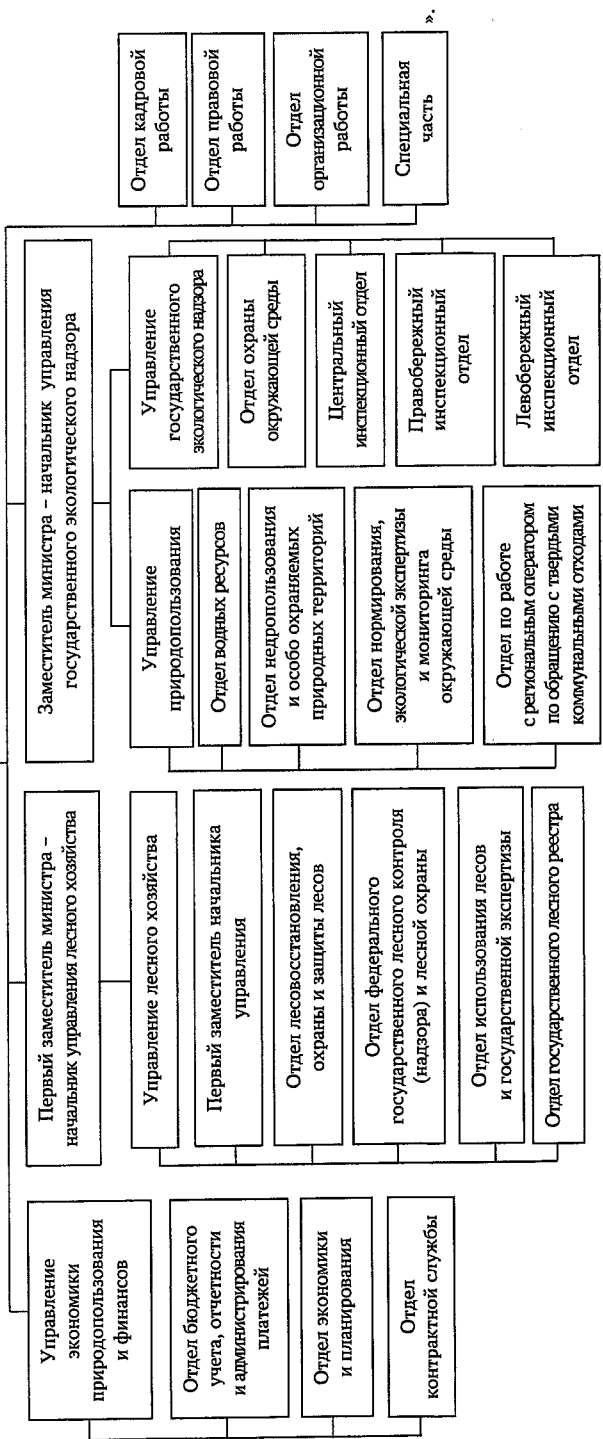 Управление
экономики
природопользования
и финансов
Отдел бюджетного
учета, отчетности
и администрирования
платежей
Отдел экономики
и планирования
Отдел
контрактной службы
Первый заместитель министра –
начальник управления лесного хозяйства
Управление лесного хозяйства
Первый заместитель начальника
управления
Отдел лесовосстановления,
охраны и защиты лесов
Отдел федерального
государственного лесного контроля
(надзора) и лесной охраны
Отдел использования лесов
и государственной экспертизы
Отдел государственного лесного реестра
Заместитель министра – начальник управления
государственного экологического надзора
Управление
природопользования
Отдел водных ресурсов
Отдел недропользования
и особо охраняемых
природных территорий
Отдел нормирования,
экологической экспертизы
и мониторинга
окружающей среды
Отдел по работе
с региональным оператором
по обращению с твердыми
коммунальными отходами
Управление
государственного
экологического надзора
Отдел охраны
окружающей среды
Центральный
инспекционный отдел
Правобережный
инспекционный
отдел
Левобережный
инспекционный
отдел
Отдел кадровой
работы
Отдел правовой
работы
Отдел
организационной
работы
Специальная
часть
».